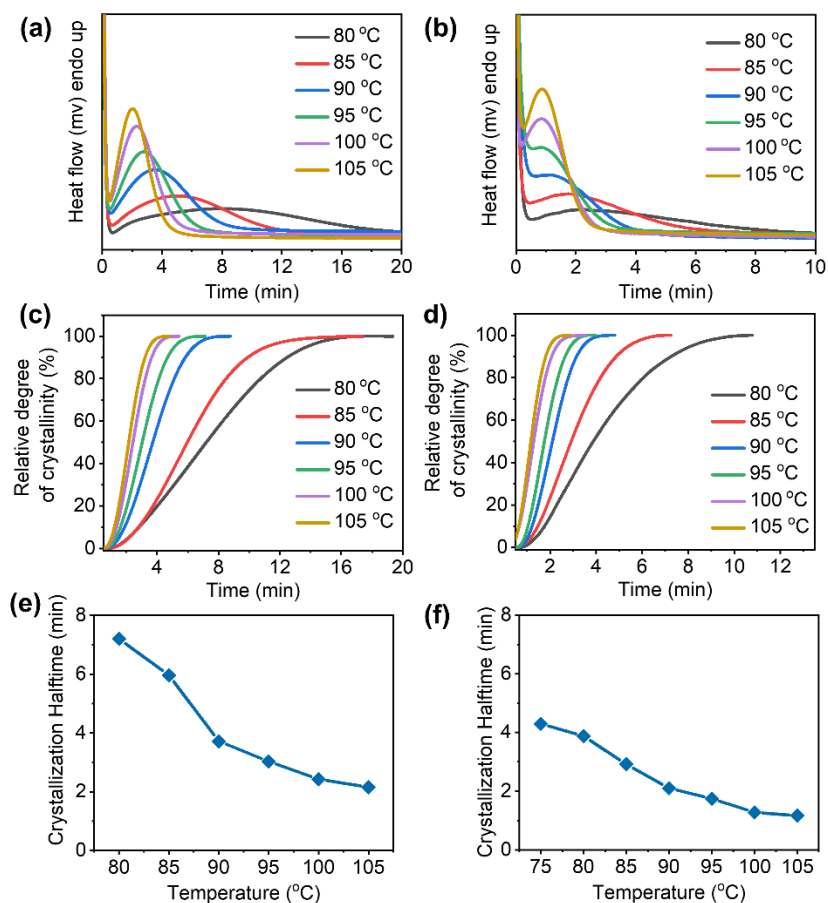 (a)
Heat flow (mv) endo up
80 °C
85 °C
90 °C
95 °C
100 °C
105 °C
0 4 8 12 16 20
Time (min)
(b)
Heat flow (mv) endo up
80 °C
85 °C
90 °C
95 °C
100 °C
105 °C
0 2 4 6 8 10
Time (min)
(c)
Relative degree
of crystallinity (%)
100
80
60
40
20
0
80 °C
85 °C
90 °C
95 °C
100 °C
105 °C
4 8 12 16 20
Time (min)
(d)
Relative degree
of crystallinity (%)
100
80
60
40
20
0
80 °C
85 °C
90 °C
95 °C
100 °C
105 °C
2 4 6 8 10 12
Time (min)
(e)
Crystallization Halftime (min)
8
6
4
2
0
80 85 90 95 100 105
Temperature (°C)
(f)
Crystallization Halftime (min)
8
6
4
2
0
75 80 85 90 95 100 105
Temperature (°C)